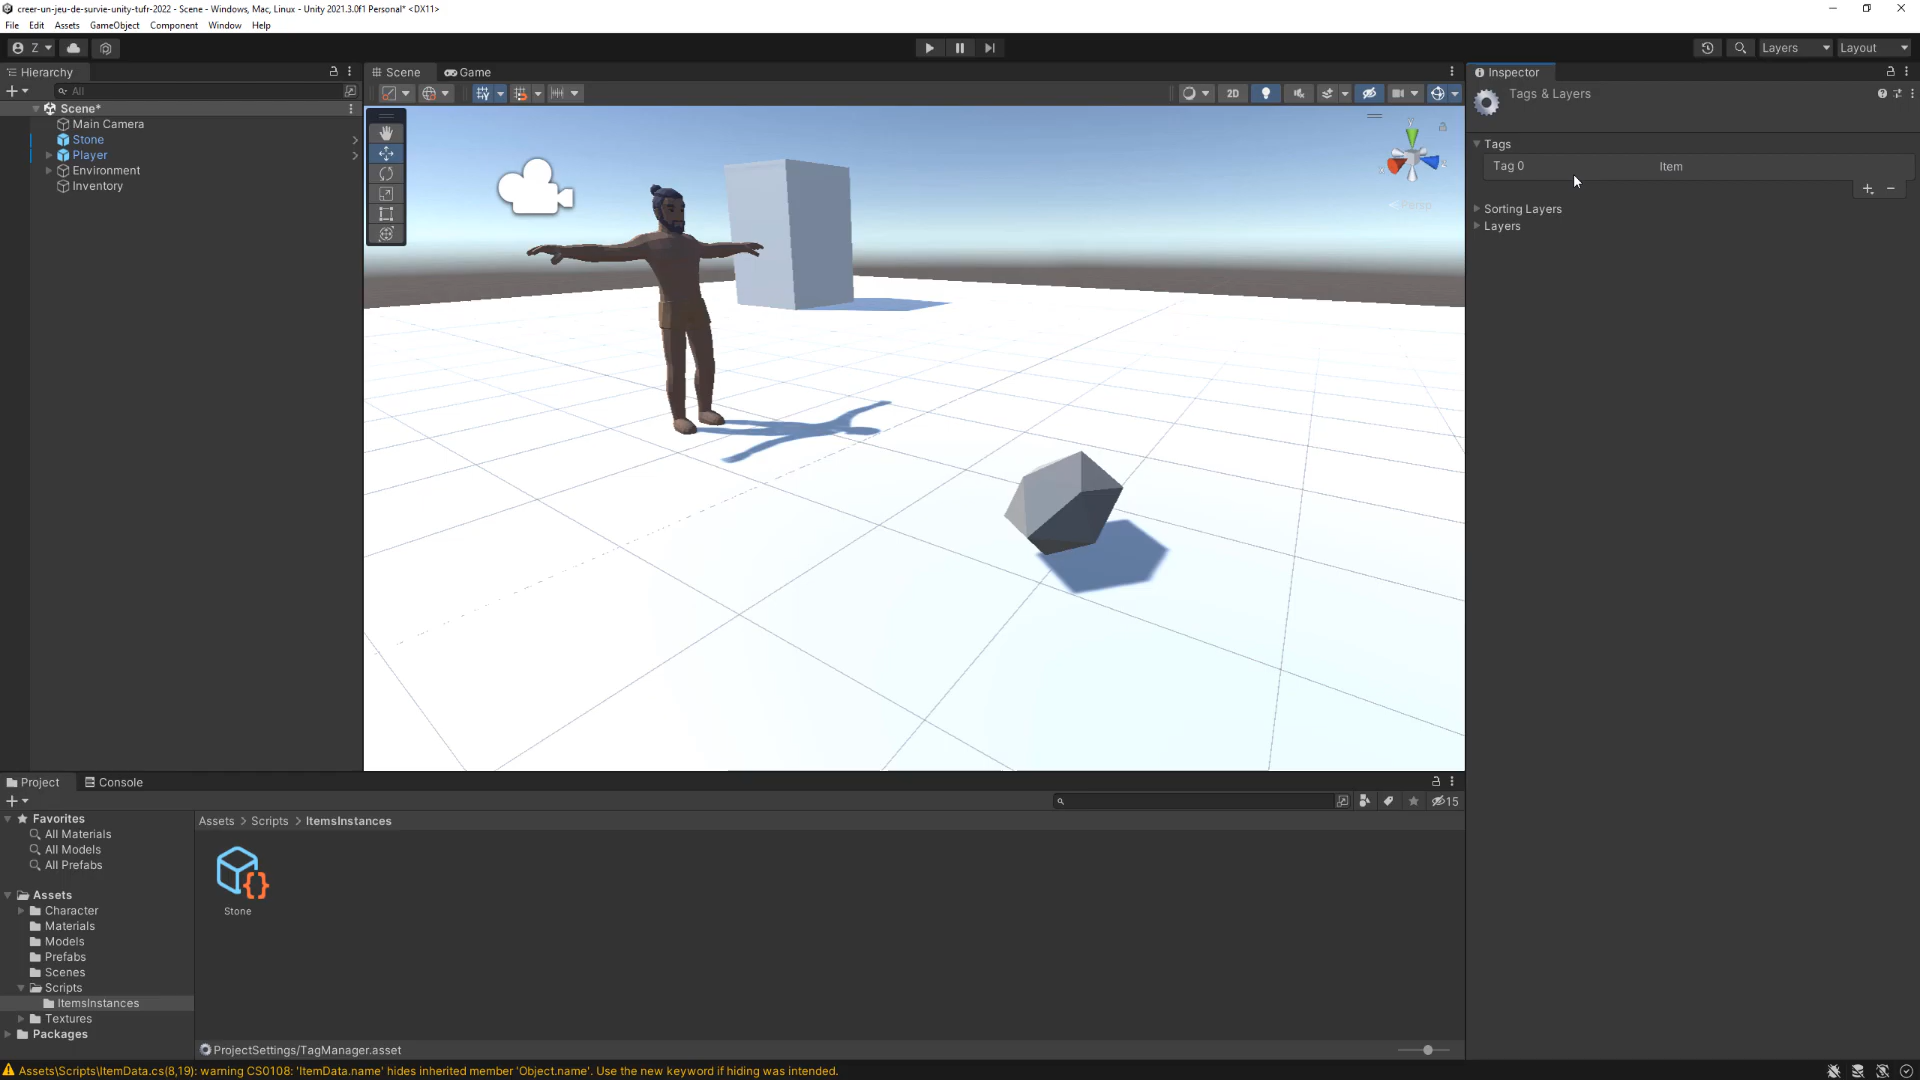 creer-un-jeu-de-survie-unity-tufr-2022 - Scene - Windows, Mac, Linux - Unity 2021.3.0f1 Personal* <DX11>
File Edit Assets GameObject Component Window Help
Z Layers Layout
Hierarchy
All
Scene*
Main Camera
Stone
Player
Environment
Inventory
Scene Game
2D
y
x
z
< Persp
Inspector
Tags & Layers
Tags
Tag 0 Item
Sorting Layers
Layers
Project Console
15
Favorites
All Materials
All Models
All Prefabs
Assets
Character
Materials
Models
Prefabs
Scenes
Scripts
ItemsInstances
Textures
Packages
Assets > Scripts > ItemsInstances
Stone
ProjectSettings/TagManager.asset
Assets\Scripts\ItemData.cs(8,19): warning CS0108: 'ItemData.name' hides inherited member 'Object.name'. Use the new keyword if hiding was intended.